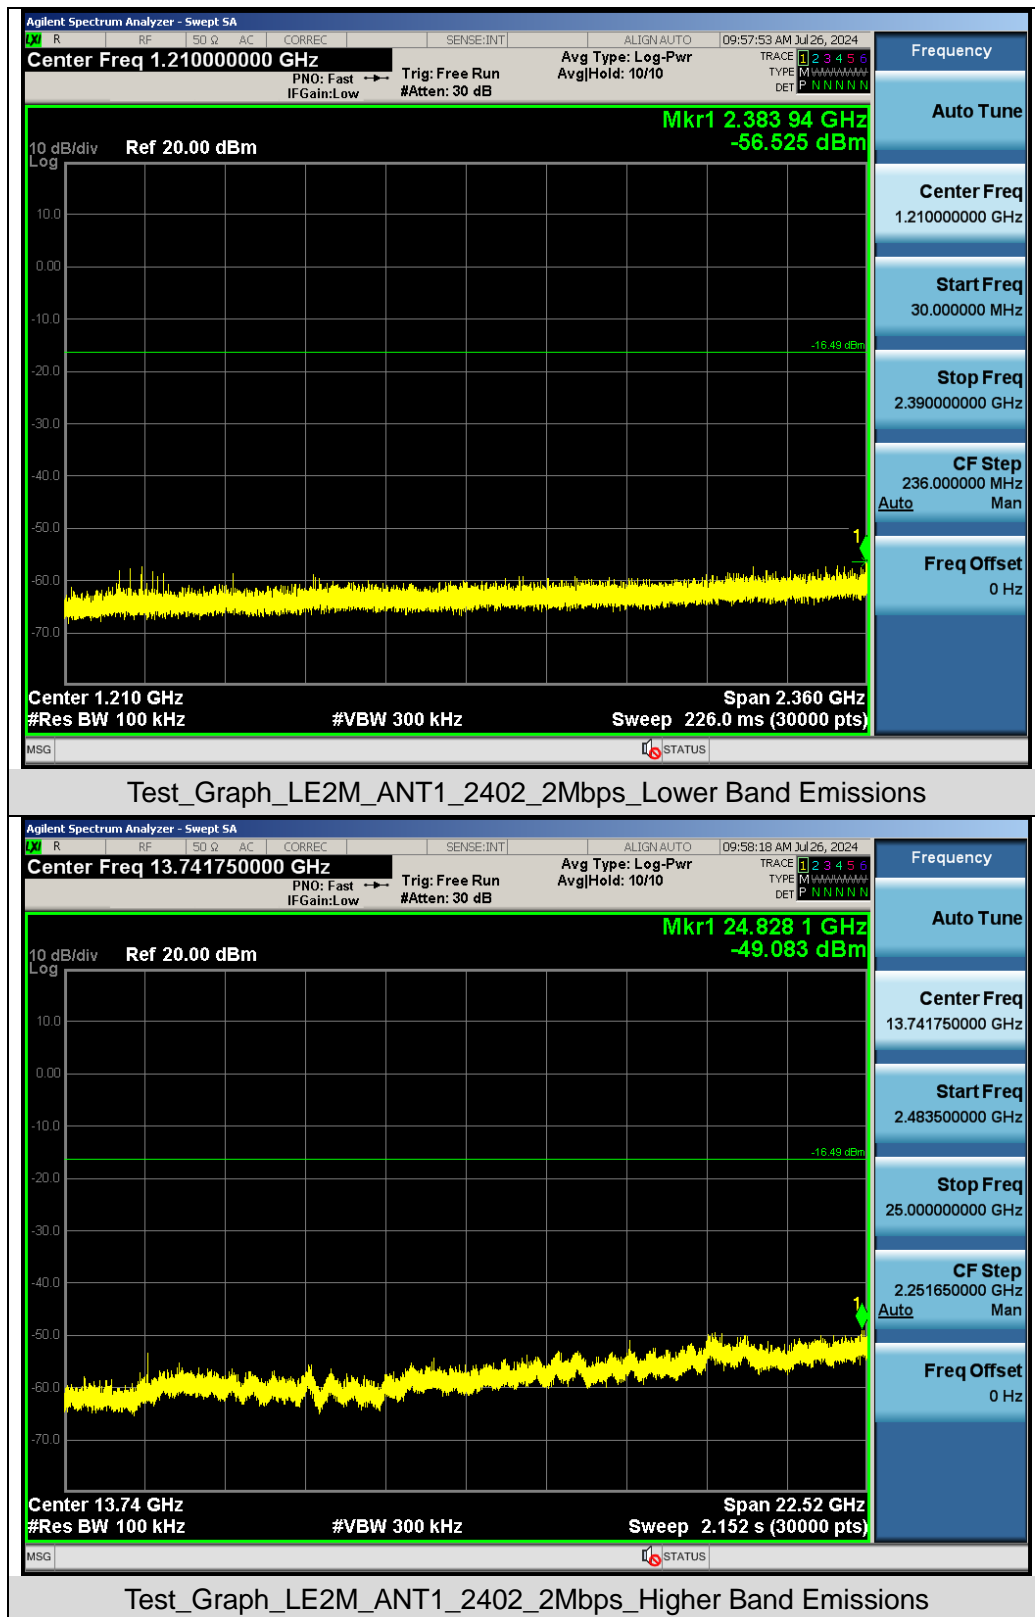 Agilent Spectrum Analyzer - Swept SA
LXI R RF 50 Ω AC CORREC SENSE:INT ALIGN AUTO 09:57:53 AM Jul 26, 2024
Center Freq 1.210000000 GHz
PNO: Fast
IFGain:Low
Trig: Free Run
#Atten: 30 dB
Avg Type: Log-Pwr
Avg|Hold: 10/10
TRACE 1 2 3 4 5 6
TYPE M WWWWW
DET P N N N N N
Mkr1 2.383 94 GHz
-56.525 dBm
10 dB/div Ref 20.00 dBm
Log
10.0
0.00
-10.0
-16.49 dBm
-20.0
-30.0
-40.0
-50.0
1
-60.0
-70.0
Center 1.210 GHz Span 2.360 GHz
#Res BW 100 kHz #VBW 300 kHz Sweep 226.0 ms (30000 pts)
MSG STATUS
Frequency
Auto Tune
Center Freq
1.210000000 GHz
Start Freq
30.000000 MHz
Stop Freq
2.390000000 GHz
CF Step
236.000000 MHz
Auto Man
Freq Offset
0 Hz
Test_Graph_LE2M_ANT1_2402_2Mbps_Lower Band Emissions
Agilent Spectrum Analyzer - Swept SA
LXI R RF 50 Ω AC CORREC SENSE:INT ALIGN AUTO 09:58:18 AM Jul 26, 2024
Center Freq 13.741750000 GHz
PNO: Fast
IFGain:Low
Trig: Free Run
#Atten: 30 dB
Avg Type: Log-Pwr
Avg|Hold: 10/10
TRACE 1 2 3 4 5 6
TYPE M WWWWW
DET P N N N N N
Mkr1 24.828 1 GHz
-49.083 dBm
10 dB/div Ref 20.00 dBm
Log
10.0
0.00
-10.0
-16.49 dBm
-20.0
-30.0
-40.0
1
-50.0
-60.0
-70.0
Center 13.74 GHz Span 22.52 GHz
#Res BW 100 kHz #VBW 300 kHz Sweep 2.152 s (30000 pts)
MSG STATUS
Frequency
Auto Tune
Center Freq
13.741750000 GHz
Start Freq
2.483500000 GHz
Stop Freq
25.000000000 GHz
CF Step
2.251650000 GHz
Auto Man
Freq Offset
0 Hz
Test_Graph_LE2M_ANT1_2402_2Mbps_Higher Band Emissions